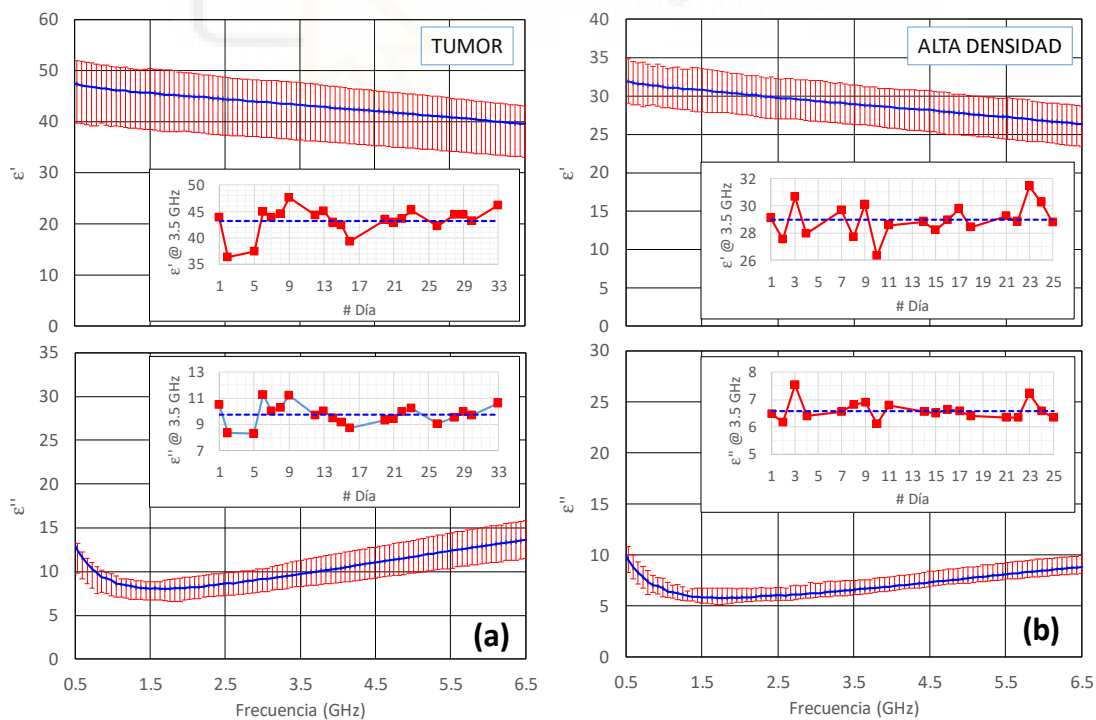 TUMOR
60
50
40
30
20
10
0
ε'
50
45
40
35
ε' @ 3.5 GHz
1 5 9 13 17 21 25 29 33
# Día
ALTA DENSIDAD
40
35
30
25
20
15
10
5
0
ε'
32
30
28
26
ε' @ 3.5 GHz
1 3 5 7 9 11 13 15 17 19 21 23 25
# Día
35
30
25
20
15
10
5
0
ε''
13
11
9
7
ε'' @ 3.5 GHz
1 5 9 13 17 21 25 29 33
# Día
(a)
0.5 1.5 2.5 3.5 4.5 5.5 6.5
Frecuencia (GHz)
30
25
20
15
10
5
0
ε''
8
7
6
5
ε'' @ 3.5 GHz
1 3 5 7 9 11 13 15 17 19 21 23 25
# Día
(b)
0.5 1.5 2.5 3.5 4.5 5.5 6.5
Frecuencia (GHz)